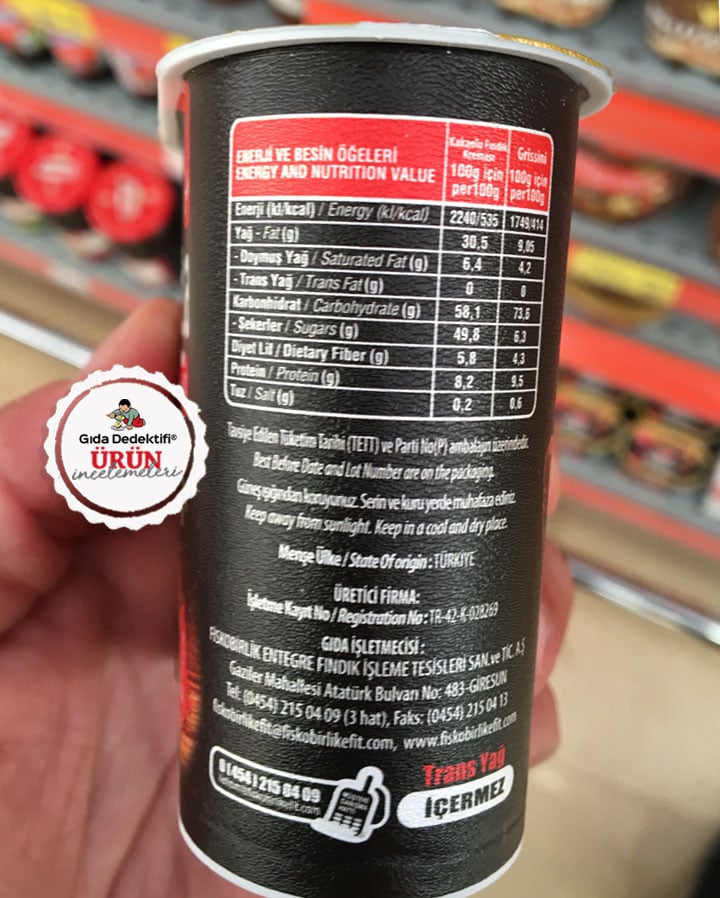 ENERJİ VE BESİN ÖĞELERİ
ENERGY AND NUTRITION VALUE
Kakaolu Fındık Kreması
100g için
per100g
Grissini
100g için
per100g
Enerji (kJ/kcal) / Energy (kJ/kcal) 2240/535 1749/414
Yağ - Fat (g) 30,5 9,05
- Doymuş Yağ / Saturated Fat (g) 6,4 4,2
- Trans Yağ / Trans Fat (g) 0 0
Karbonhidrat / Carbohydrate (g) 58,1 73,6
- Şekerler / Sugars (g) 49,8 6,3
Diyet Lif / Dietary Fiber (g) 5,8 4,3
Protein / Protein (g) 8,2 9,5
Tuz / Salt (g) 0,2 0,6
Tavsiye Edilen Tüketim Tarihi (TETT) ve Parti No(P) ambalajın üzerindedir.
Best Before Date and Lot Number are on the packaging.
Güneş ışığından koruyunuz. Serin ve kuru yerde muhafaza ediniz.
Keep away from sunlight. Keep in a cool and dry place.
Menşe Ülke / State Of origin : TÜRKİYE
ÜRETİCİ FİRMA:
İşletme Kayıt No / Registration No : TR-42-K-028269
GIDA İŞLETMECİSİ :
FİSKOBİRLİK ENTEGRE FINDIK İŞLEME TESİSLERİ SAN. ve TİC. A.Ş
Gaziler Mahallesi Atatürk Bulvarı No: 483-GİRESUN
Tel: (0454) 215 04 09 (3 hat), Faks: (0454) 215 04 13
fiskobirlikefit@fiskobirlikefit.com, www.fiskobirlikefit.com
0 (454) 215 04 09
Trans Yağ
İÇERMEZ
Gıda Dedektifi®
ÜRÜN
incelemeleri